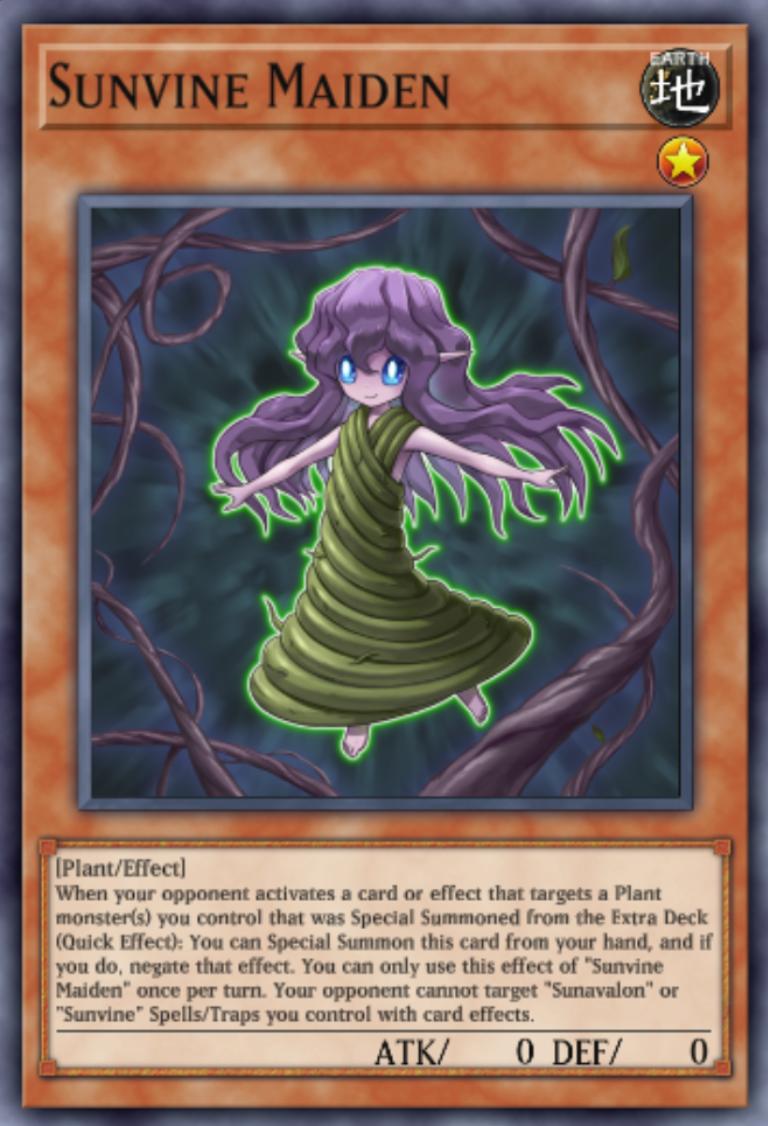 Sunvine Maiden
EARTH
地
[Plant/Effect]
When your opponent activates a card or effect that targets a Plant
monster(s) you control that was Special Summoned from the Extra Deck
(Quick Effect): You can Special Summon this card from your hand, and if
you do, negate that effect. You can only use this effect of "Sunvine
Maiden" once per turn. Your opponent cannot target "Sunavalon" or
"Sunvine" Spells/Traps you control with card effects.
ATK/ 0 DEF/ 0